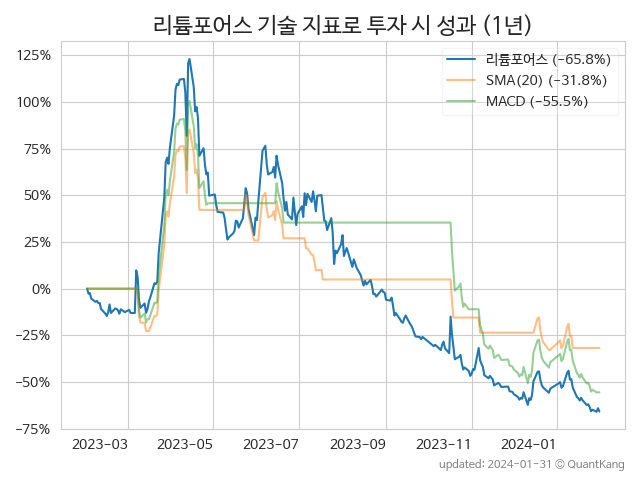 리튬포어스 기술 지표로 투자 시 성과 (1년)
리튬포어스 (−65.8%)
SMA(20) (−31.8%)
MACD (−55.5%)
125%
100%
75%
50%
25%
0%
−25%
−50%
−75%
2023-03 2023-05 2023-07 2023-09 2023-11 2024-01
updated: 2024-01-31 © QuantKang